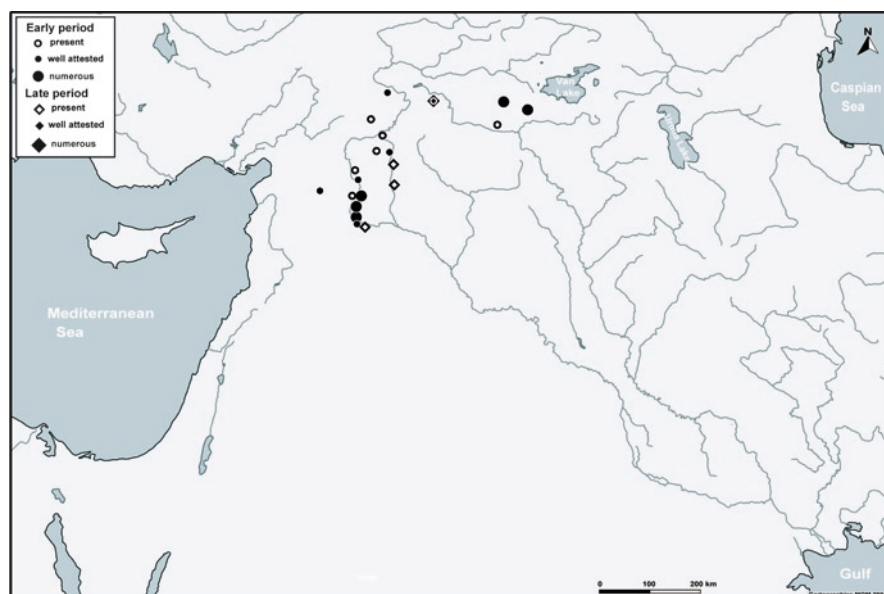 Early period
present
well attested
numerous
Late period
present
well attested
numerous
N
Van
Lake
Caspian
Sea
Mediterranean
Sea
Gulf
0 100 200 km